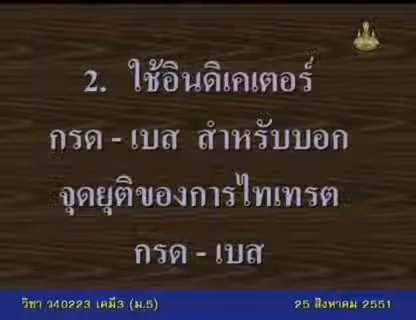 2. ใช้อินดิเคเตอร์
กรด - เบส สำหรับบอก
จุดยุติของการไทเทรต
กรด - เบส
วิชา ว40223 เคมี3 (ม.5) 25 สิงหาคม 2551